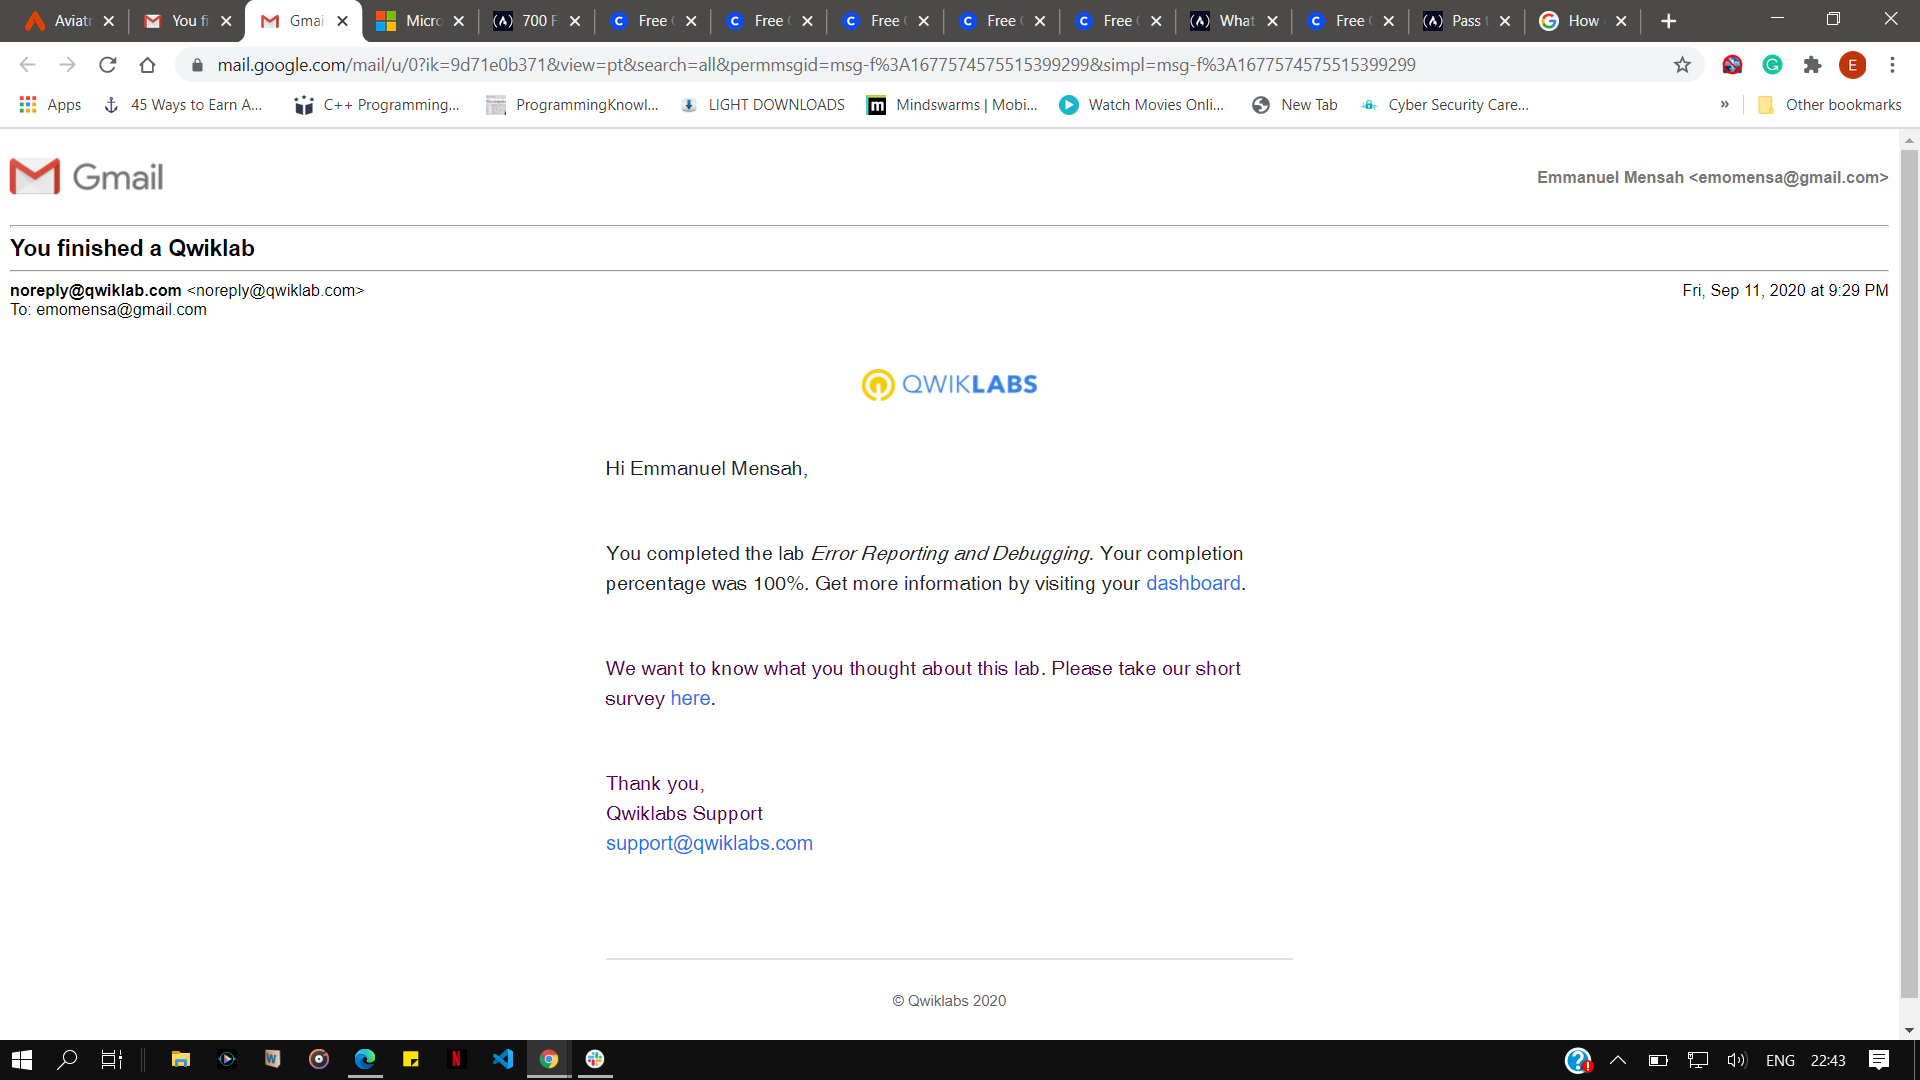 Aviatr
You fi
Gmai
Micro
700 F
Free
Free
Free
Free
Free
What
Free
Pass
How
mail.google.com/mail/u/0?ik=9d71e0b371&view=pt&search=all&permmsgid=msg-f%3A1677574575515399299&simpl=msg-f%3A1677574575515399299
E
Apps
45 Ways to Earn A...
C++ Programming...
ProgrammingKnowl...
LIGHT DOWNLOADS
Mindswarms | Mobi...
Watch Movies Onli...
New Tab
Cyber Security Care...
»
Other bookmarks
Gmail
Emmanuel Mensah <emomensa@gmail.com>
You finished a Qwiklab
noreply@qwiklab.com <noreply@qwiklab.com>
Fri, Sep 11, 2020 at 9:29 PM
To: emomensa@gmail.com
QWIKLABS
Hi Emmanuel Mensah,
You completed the lab Error Reporting and Debugging. Your completion
percentage was 100%. Get more information by visiting your dashboard.
We want to know what you thought about this lab. Please take our short
survey here.
Thank you,
Qwiklabs Support
support@qwiklabs.com
© Qwiklabs 2020
ENG
22:43